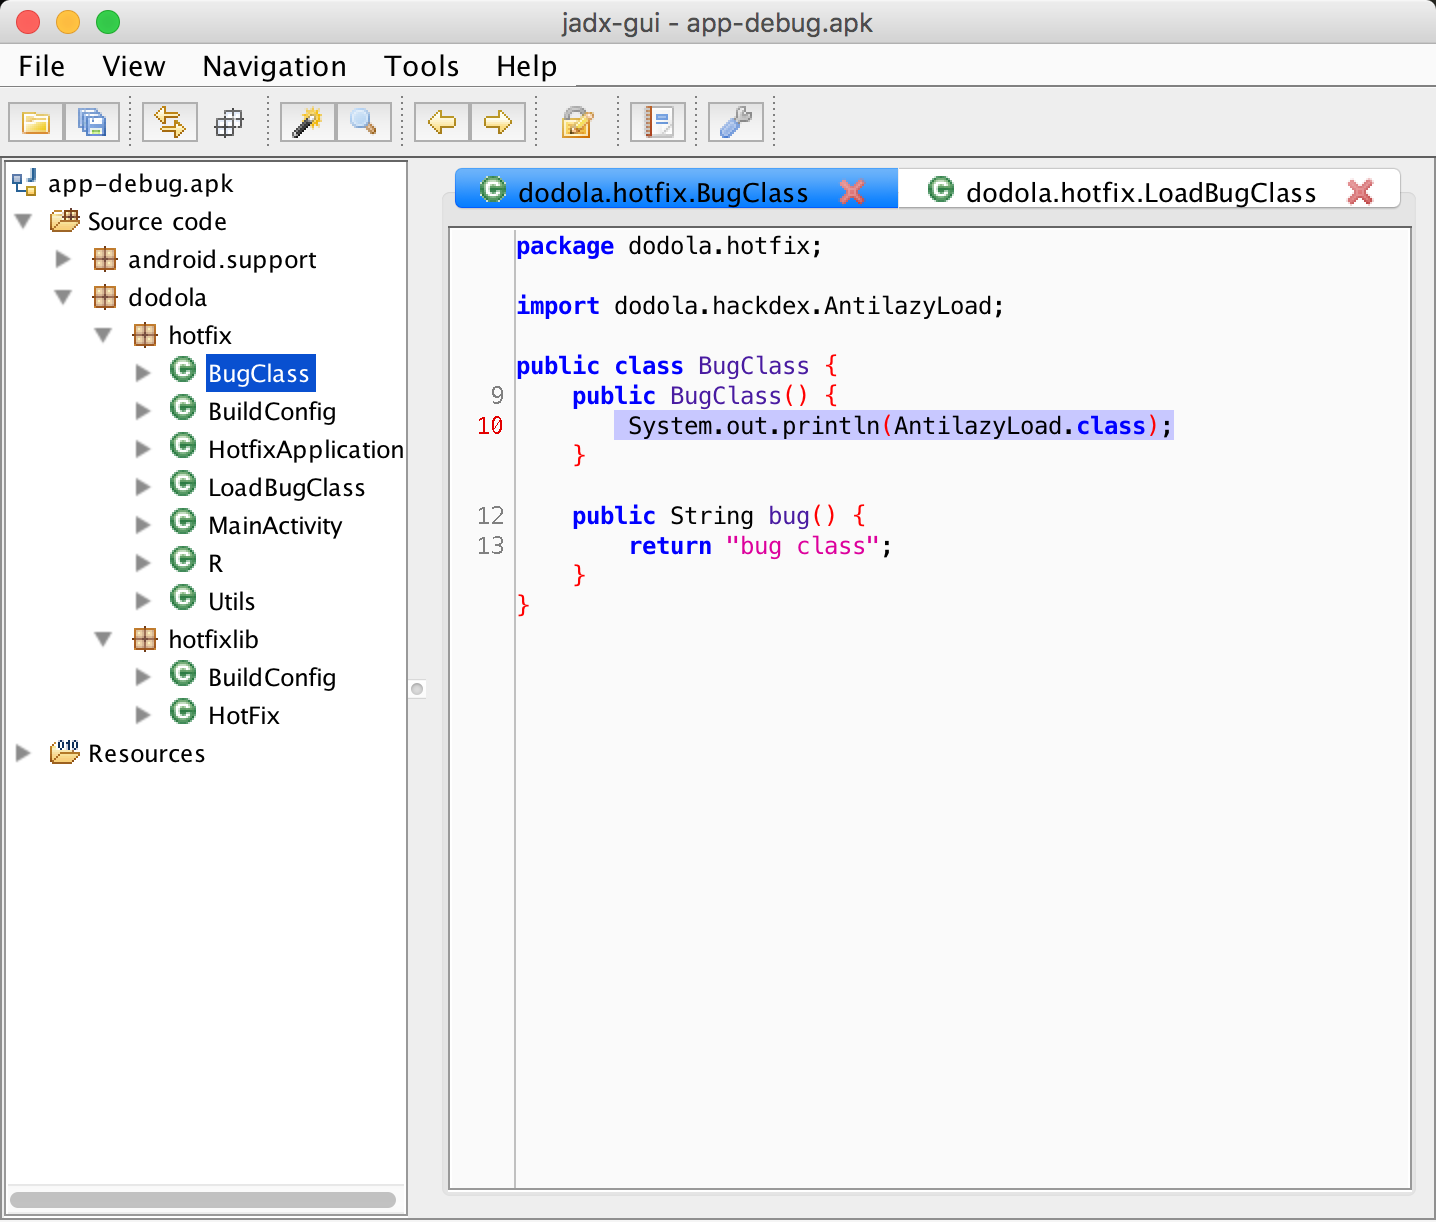 jadx-gui - app-debug.apk
File View Navigation Tools Help
app-debug.apk
Source code
android.support
dodola
hotfix
BugClass
BuildConfig
HotfixApplication
LoadBugClass
MainActivity
R
Utils
hotfixlib
BuildConfig
HotFix
Resources
dodola.hotfix.BugClass dodola.hotfix.LoadBugClass
package dodola.hotfix;
import dodola.hackdex.AntilazyLoad;
public class BugClass {
9 public BugClass() {
10 System.out.println(AntilazyLoad.class);
}
12 public String bug() {
13 return "bug class";
}
}